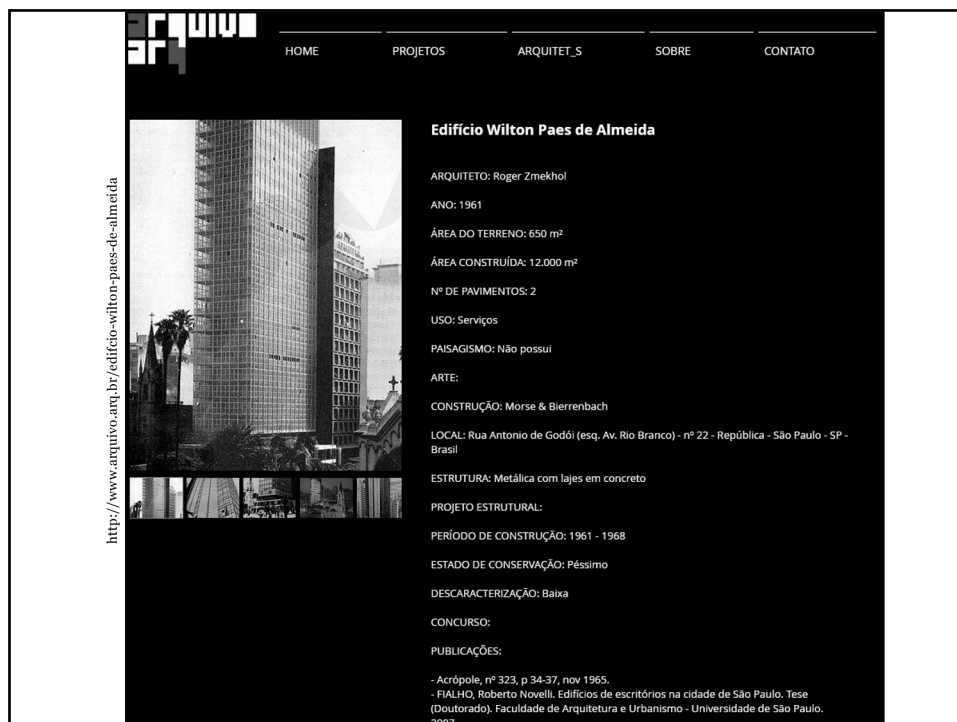 arquivo
arq
HOME
PROJETOS
ARQUITET_S
SOBRE
CONTATO
Edifício Wilton Paes de Almeida
ARQUITETO: Roger Zmekhol
ANO: 1961
ÁREA DO TERRENO: 650 m²
ÁREA CONSTRUÍDA: 12.000 m²
Nº DE PAVIMENTOS: 2
USO: Serviços
PAISAGISMO: Não possui
ARTE:
CONSTRUÇÃO: Morse & Bierrenbach
LOCAL: Rua Antonio de Godói (esq. Av. Rio Branco) - nº 22 - República - São Paulo - SP -
Brasil
ESTRUTURA: Metálica com lajes em concreto
PROJETO ESTRUTURAL:
PERÍODO DE CONSTRUÇÃO: 1961 - 1968
ESTADO DE CONSERVAÇÃO: Péssimo
DESCARACTERIZAÇÃO: Baixa
CONCURSO:
PUBLICAÇÕES:
- Acrópole, nº 323, p 34-37, nov 1965.
- FIALHO, Roberto Novelli. Edifícios de escritórios na cidade de São Paulo. Tese
(Doutorado). Faculdade de Arquitetura e Urbanismo - Universidade de São Paulo.
http://www.arquivo.arq.br/edifcio-wilton-paes-de-almeida